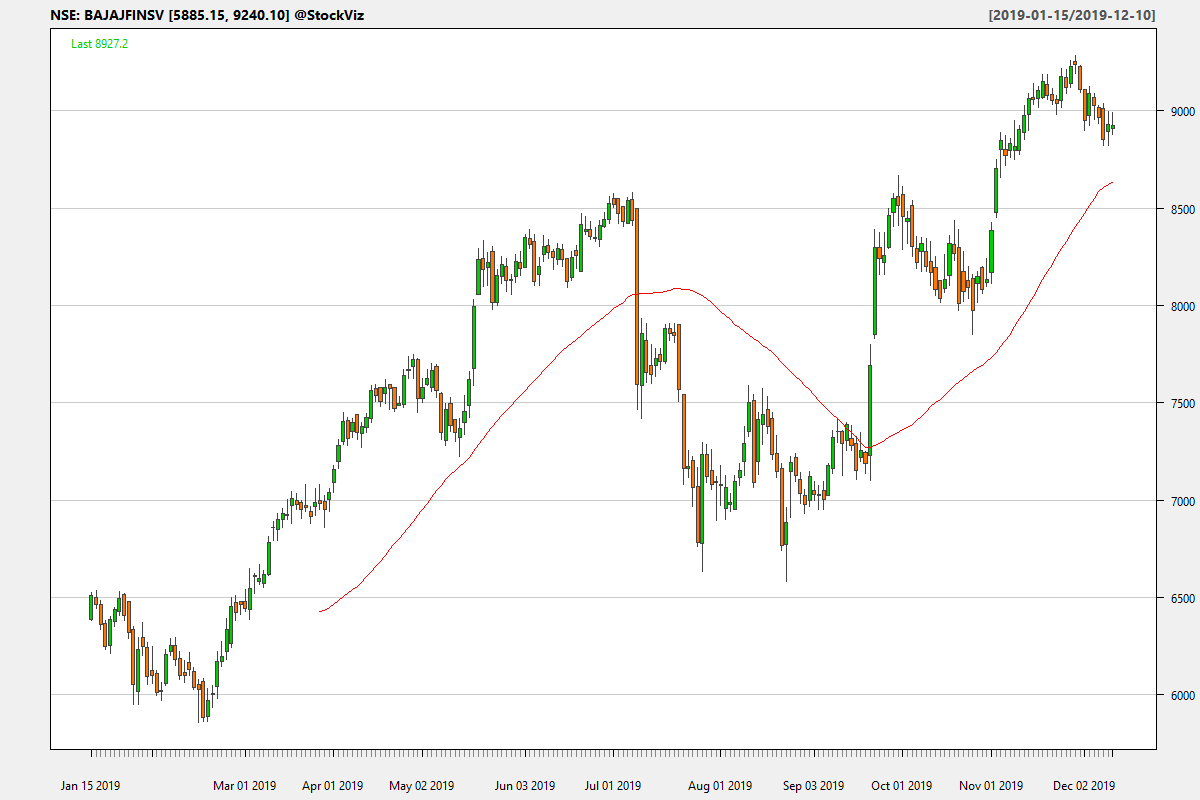 NSE: BAJAJFINSV [5885.15, 9240.10] @StockViz [2019-01-15/2019-12-10]
Last 8927.2
9000
8500
8000
7500
7000
6500
6000
Jan 15 2019 Mar 01 2019 Apr 01 2019 May 02 2019 Jun 03 2019 Jul 01 2019 Aug 01 2019 Sep 03 2019 Oct 01 2019 Nov 01 2019 Dec 02 2019